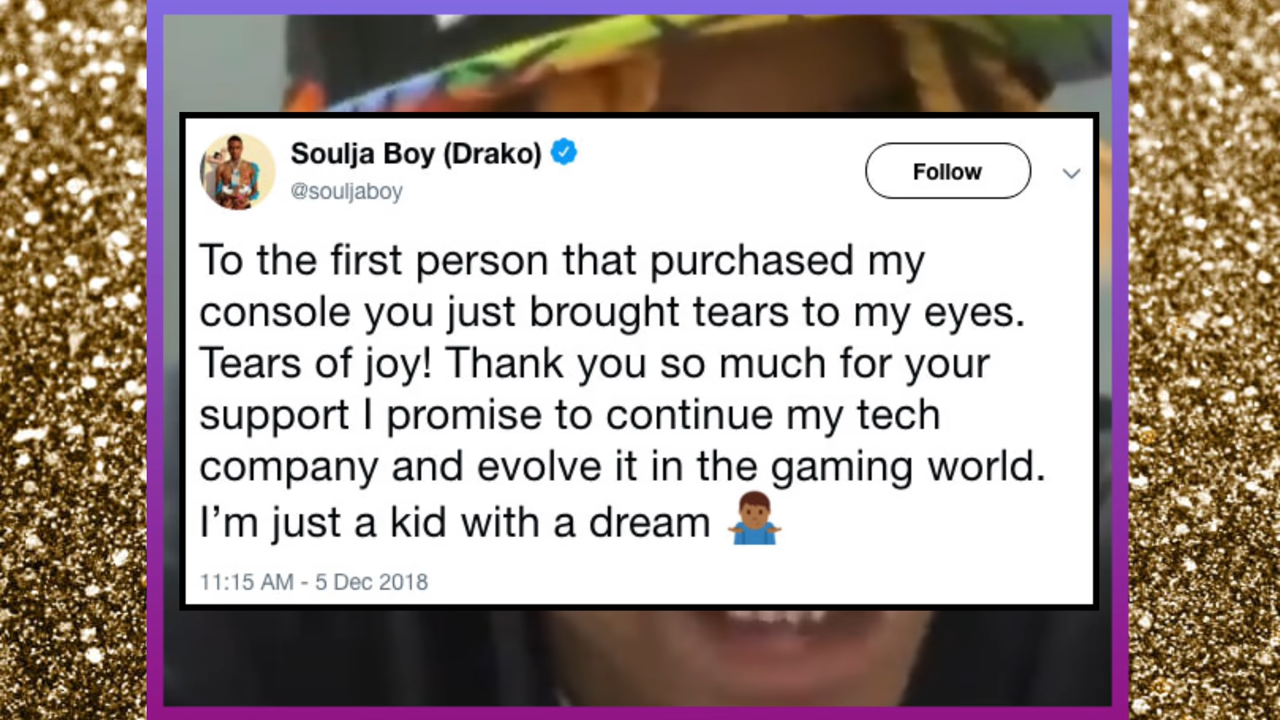 Soulja Boy (Drako)
@souljaboy
Follow
To the first person that purchased my
console you just brought tears to my eyes.
Tears of joy! Thank you so much for your
support I promise to continue my tech
company and evolve it in the gaming world.
I’m just a kid with a dream 🤷🏾‍♂️
11:15 AM - 5 Dec 2018